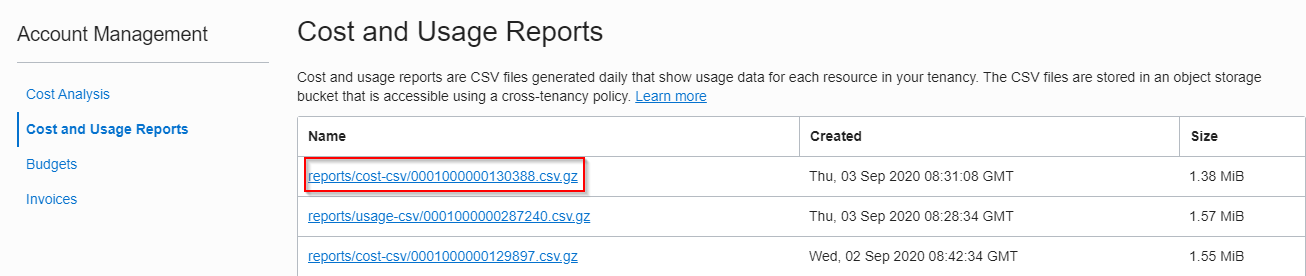 Account Management
Cost Analysis
Cost and Usage Reports
Budgets
Invoices
Cost and Usage Reports
Cost and usage reports are CSV files generated daily that show usage data for each resource in your tenancy. The CSV files are stored in an object storage
bucket that is accessible using a cross-tenancy policy. Learn more
Name Created Size
reports/cost-csv/0001000000130388.csv.gz Thu, 03 Sep 2020 08:31:08 GMT 1.38 MiB
reports/usage-csv/0001000000287240.csv.gz Thu, 03 Sep 2020 08:28:34 GMT 1.57 MiB
reports/cost-csv/0001000000129897.csv.gz Wed, 02 Sep 2020 08:42:34 GMT 1.55 MiB